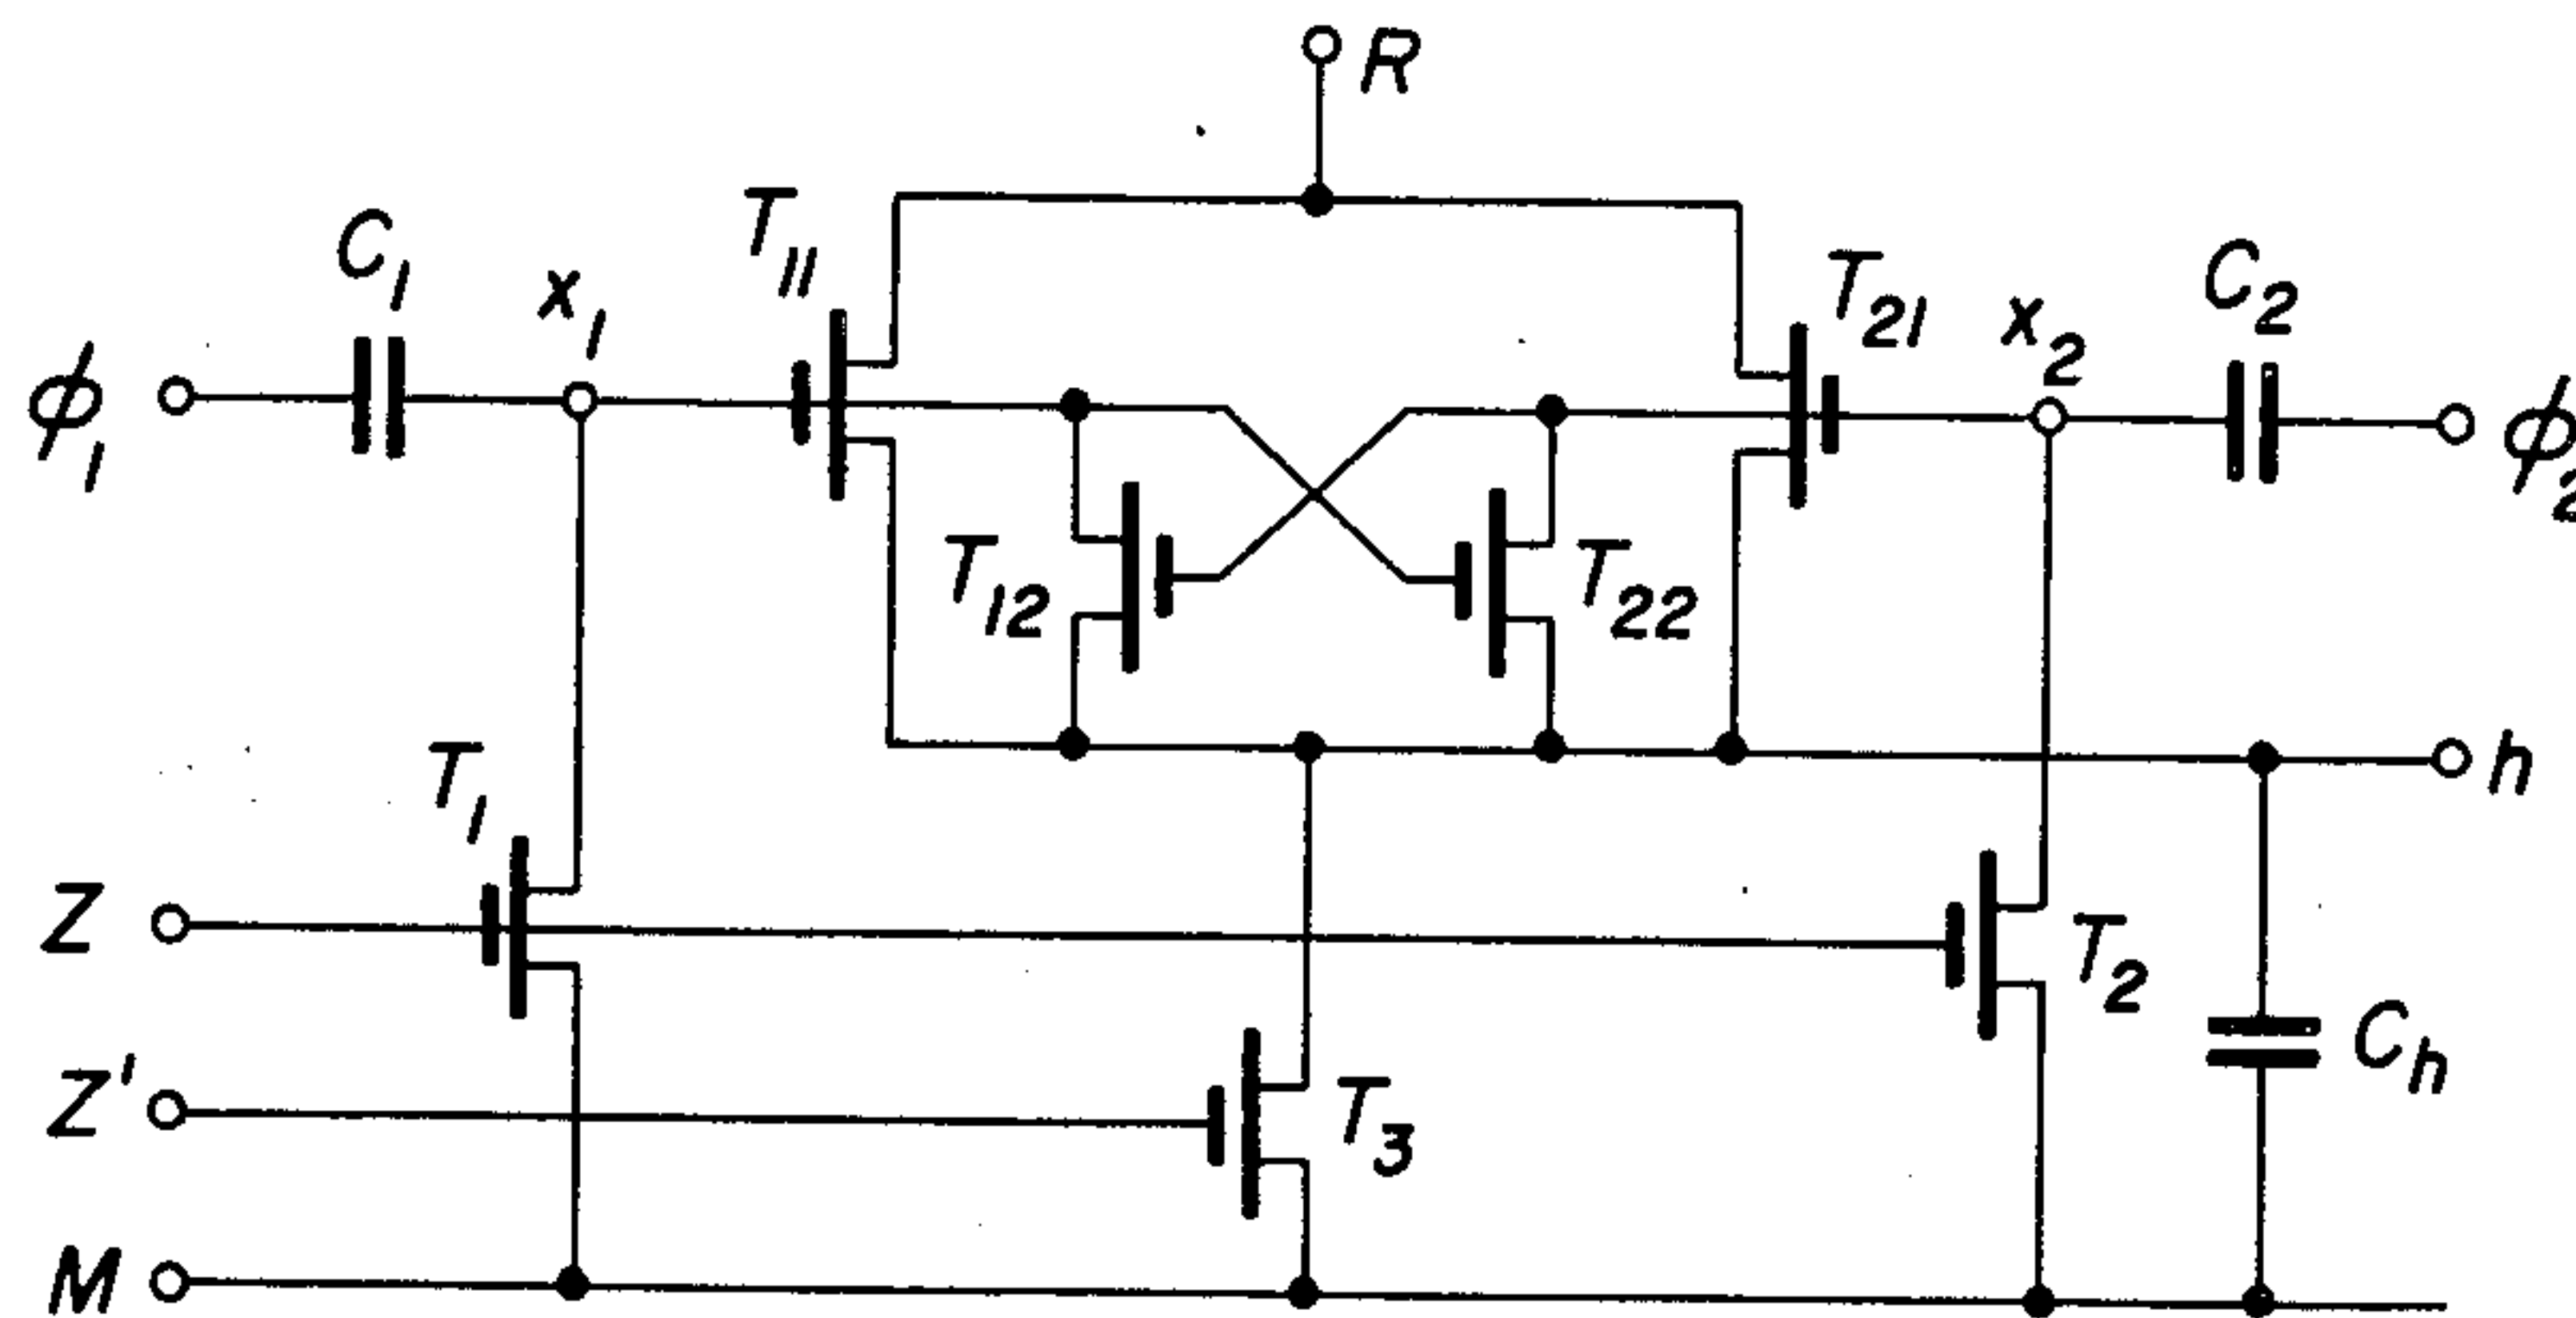 R
C₁
x₁
T₁₁
T₂₁
x₂
C₂
ϕ₁
ϕ₂
T₁₂
T₂₂
T₁
h
Z
T₂
Z'
T₃
Cₕ
M